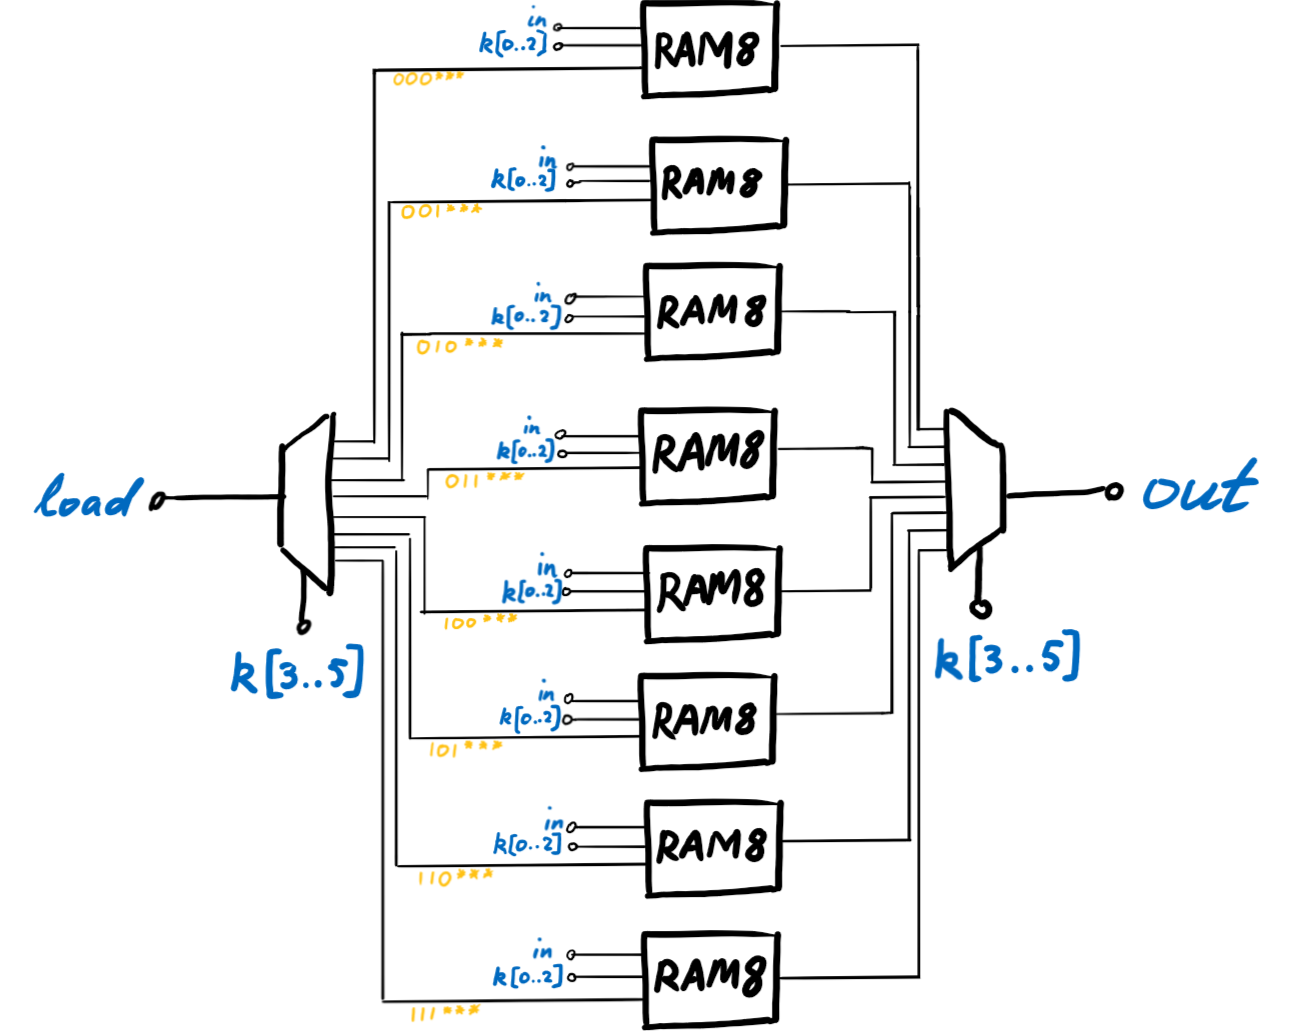 in
k[0..2]
RAM8
000***
in
k[0..2]
RAM8
001***
in
k[0..2]
RAM8
010***
in
k[0..2]
RAM8
011***
load
out
in
k[0..2]
RAM8
100***
k[3..5]
k[3..5]
in
k[0..2]
RAM8
101***
in
k[0..2]
RAM8
110***
in
k[0..2]
RAM8
111***